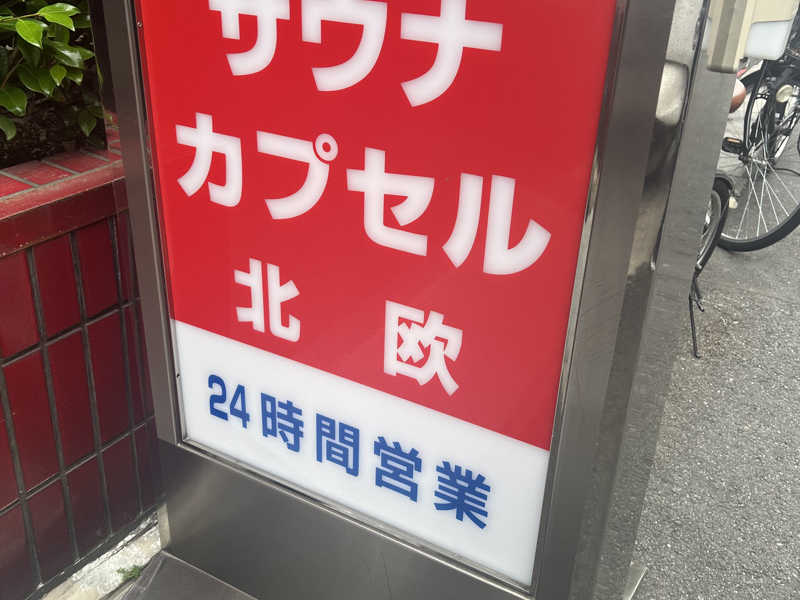 サウナ
カプセル
北欧
24時間営業